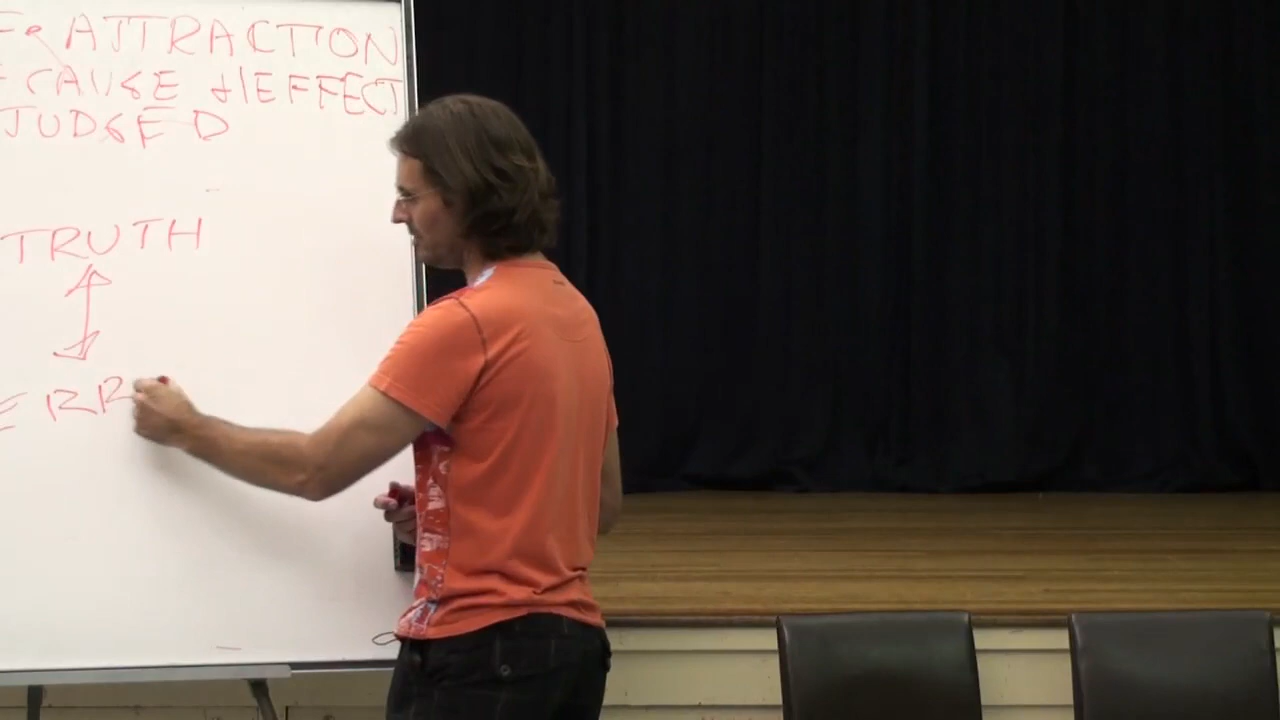 ATTRACTION
CAUSE & EFFECT
JUDGED
TRUTH
ERR